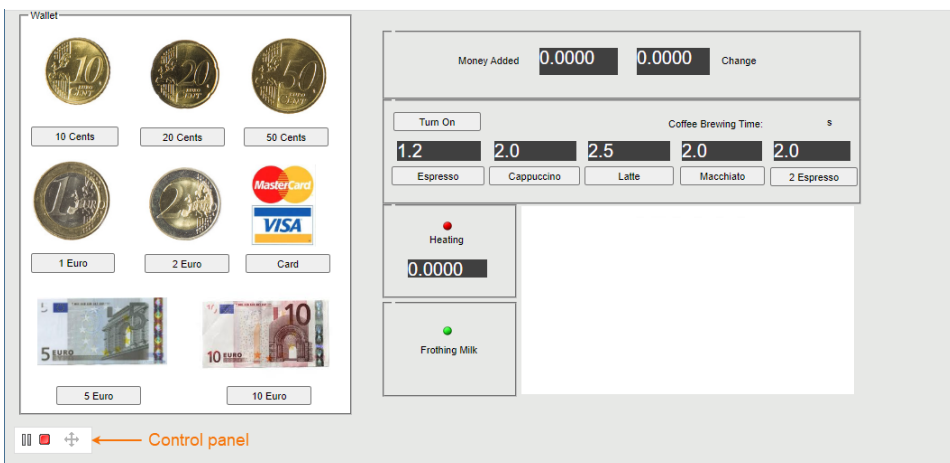 Wallet
10 Cents
20 Cents
50 Cents
MasterCard
VISA
1 Euro
2 Euro
Card
5 EURO
10
10 EURO
5 Euro
10 Euro
Control panel
Money Added 0.0000 0.0000 Change
Turn On
Coffee Brewing Time: s
1.2 2.0 2.5 2.0 2.0
Espresso Cappuccino Latte Macchiato 2 Espresso
Heating
0.0000
Frothing Milk